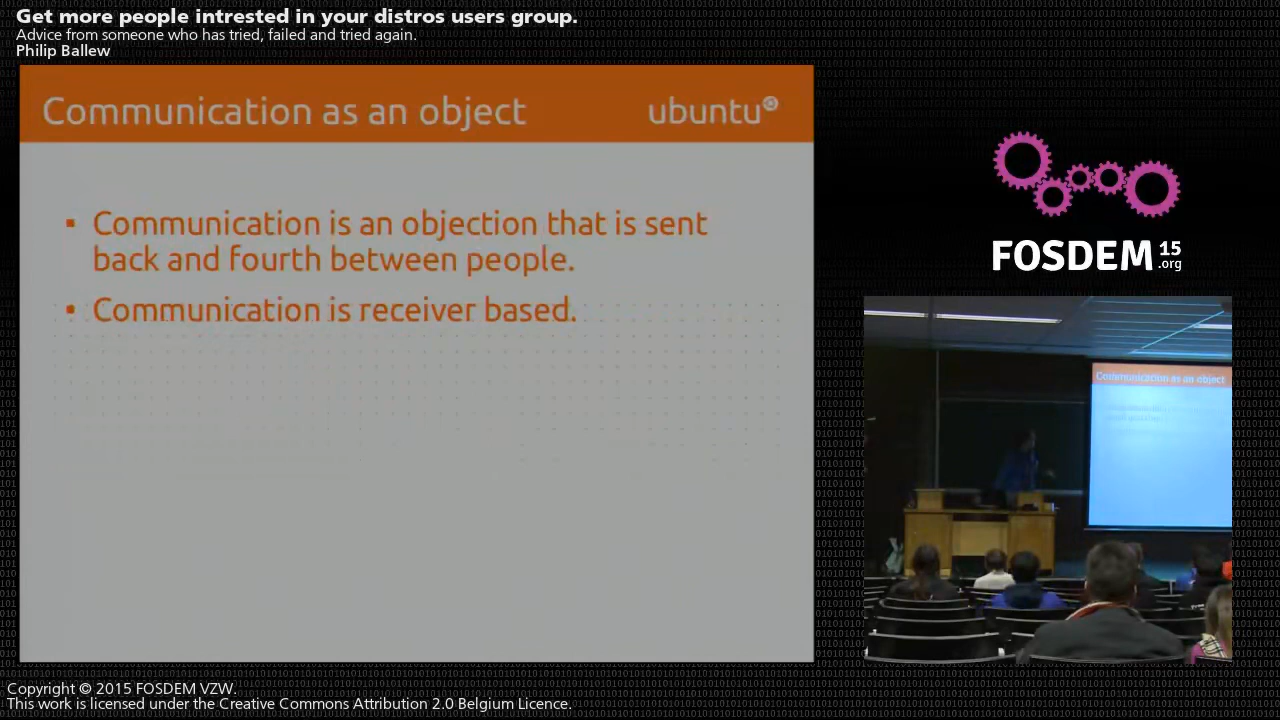 Get more people intrested in your distros users group.
Advice from someone who has tried, failed and tried again.
Philip Ballew
Communication as an object
ubuntu
Communication is an objection that is sent
back and fourth between people.
Communication is receiver based.
FOSDEM 15
.org
Communication as an object
Copyright © 2015 FOSDEM VZW.
This work is licensed under the Creative Commons Attribution 2.0 Belgium Licence.